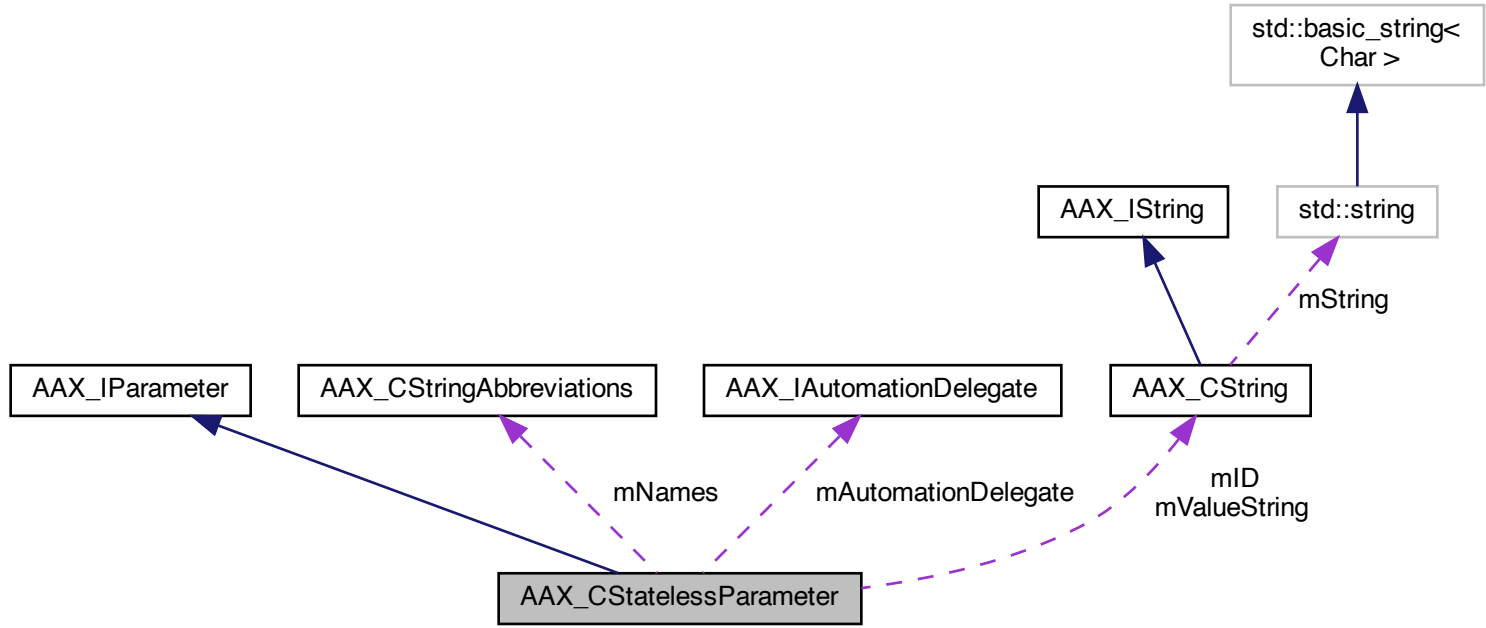 std::basic_string<
Char >
AAX_IString
std::string
mString
AAX_IParameter
AAX_CStringAbbreviations
AAX_IAutomationDelegate
AAX_CString
mNames
mAutomationDelegate
mID
mValueString
AAX_CStatelessParameter